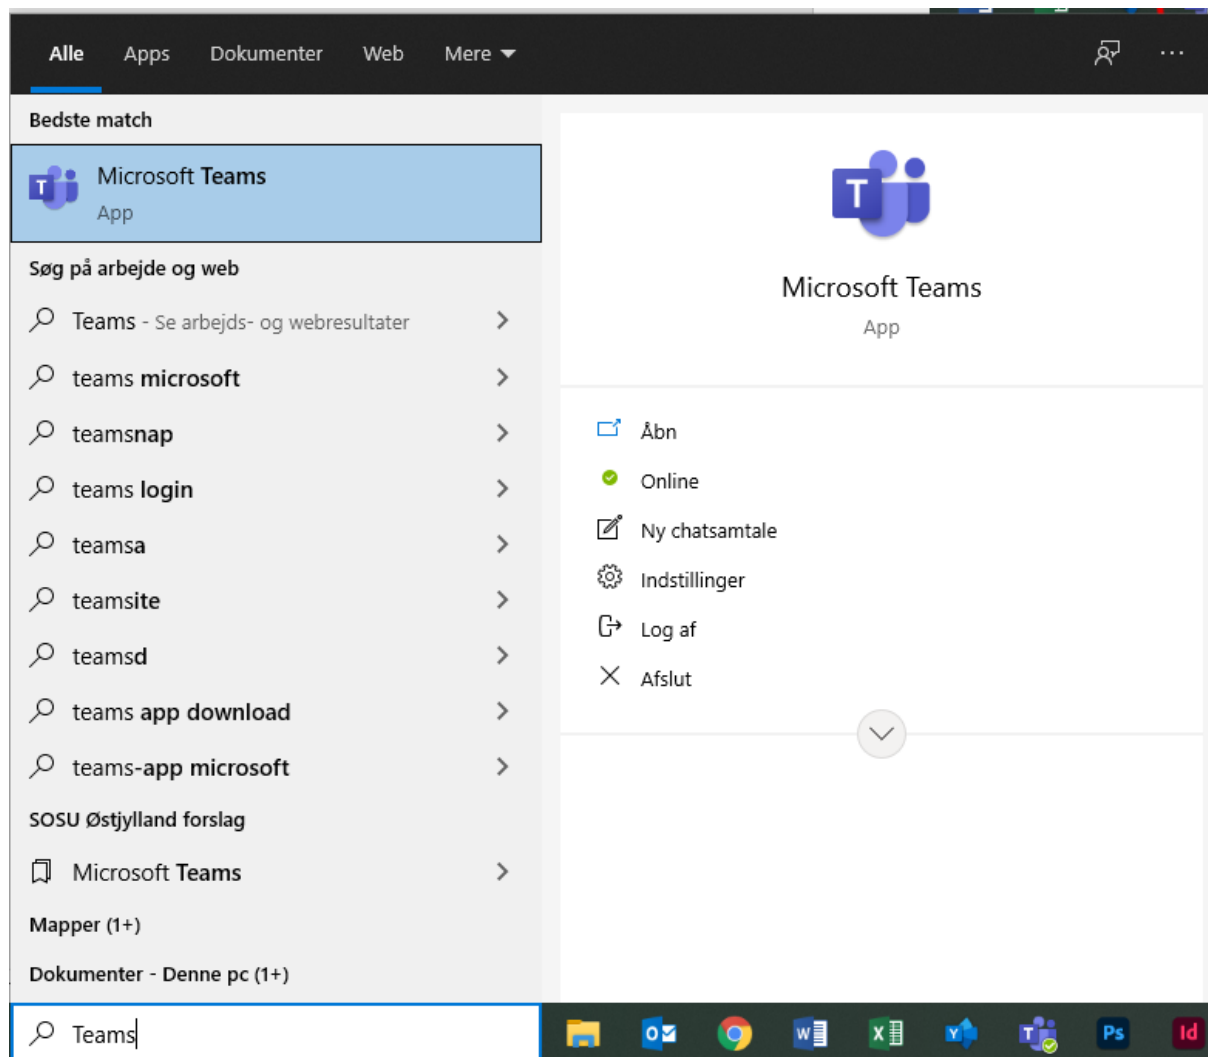 Alle Apps Dokumenter Web Mere
Bedste match
Microsoft Teams
App
Søg på arbejde og web
Teams - Se arbejds- og webresultater
teams microsoft
teamsnap
teams login
teamsa
teamsite
teamsd
teams app download
teams-app microsoft
SOSU Østjylland forslag
Microsoft Teams
Mapper (1+)
Dokumenter - Denne pc (1+)
Teams
T
Microsoft Teams
App
Åbn
Online
Ny chatsamtale
Indstillinger
Log af
Afslut